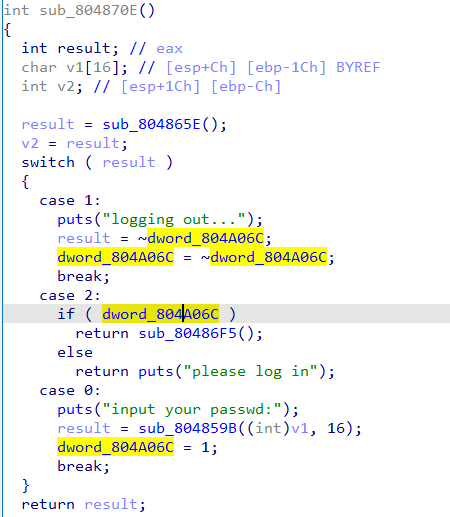 int sub_804870E()
{
  int result; // eax
  char v1[16]; // [esp+Ch] [ebp-1Ch] BYREF
  int v2; // [esp+1Ch] [ebp-Ch]

  result = sub_804865E();
  v2 = result;
  switch ( result )
  {
    case 1:
      puts("logging out...");
      result = ~dword_804A06C;
      dword_804A06C = ~dword_804A06C;
      break;
    case 2:
      if ( dword_804A06C )
        return sub_80486F5();
      else
        return puts("please log in");
    case 0:
      puts("input your passwd:");
      result = sub_804859B((int)v1, 16);
      dword_804A06C = 1;
      break;
  }
  return result;